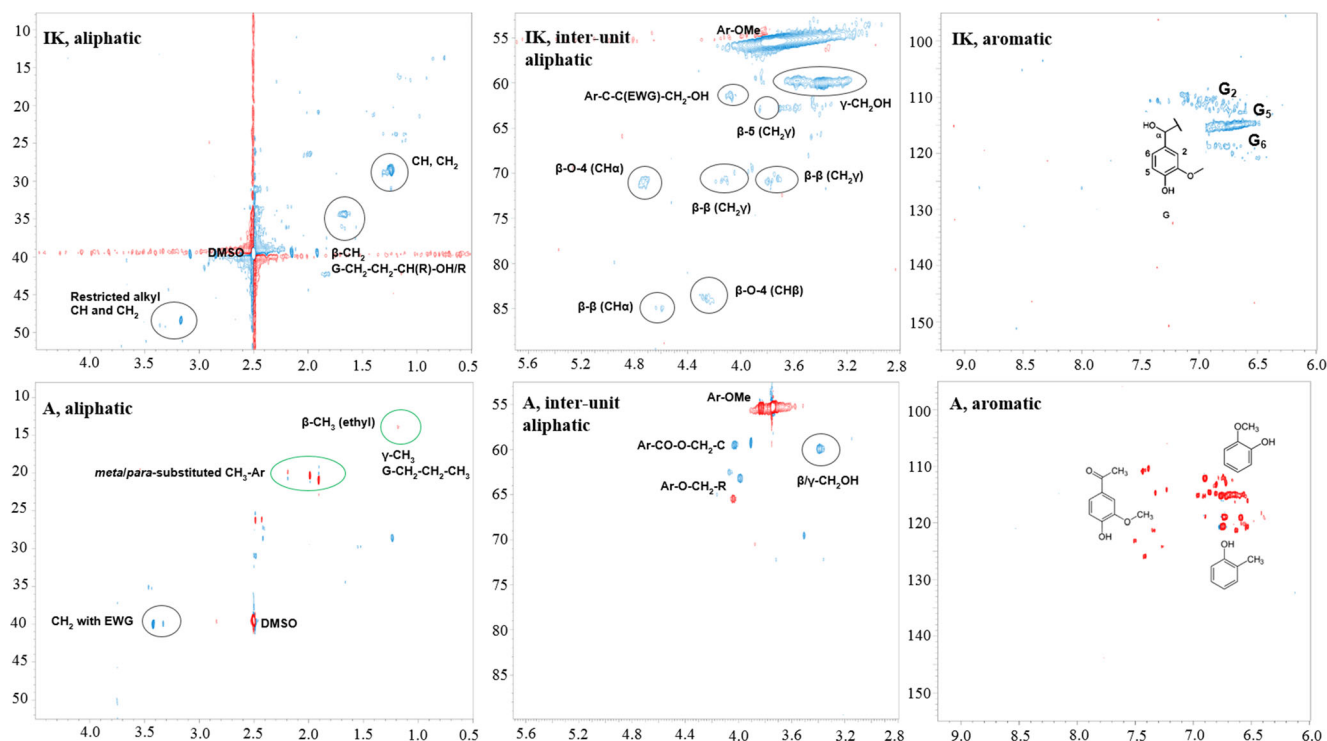 IK, aliphatic
10
15
20
25
30
35
40
45
50
CH, CH2
β-CH2
G-CH2-CH2-CH(R)-OH/R
DMSO
Restricted alkyl
CH and CH2
4.0 3.0 2.5 2.0 1.5 1.0 0.5
IK, inter-unit
aliphatic
55
60
65
70
75
80
85
Ar-OMe
Ar-C-C(EWG)-CH2-OH
γ-CH2OH
β-5 (CH2γ)
β-O-4 (CHα)
β-β (CH2γ)
β-β (CH2γ)
β-O-4 (CHβ)
β-β (CHα)
5.6 5.2 4.8 4.4 4.0 3.6 3.2 2.8
IK, aromatic
100
110
120
130
140
150
G2
G5
G6
HO
α
6
2
5
O
OH
G
9.0 8.5 8.0 7.5 7.0 6.5 6.0
A, aliphatic
10
15
20
30
35
40
45
50
β-CH3 (ethyl)
γ-CH3
G-CH2-CH2-CH3
meta/para-substituted CH3-Ar
CH2 with EWG
DMSO
4.0 3.0 2.5 2.0 1.5 1.0
A, inter-unit
aliphatic
55
60
65
70
75
80
85
Ar-OMe
Ar-CO-O-CH2-C
Ar-O-CH2-R
β/γ-CH2OH
5.6 5.2 4.8 4.4 4.0 3.6 3.2 2.8
A, aromatic
100
110
120
130
140
150
O
CH3
O
CH3
OH
O
CH3
OH
OH
CH3
9.0 8.5 8.0 7.5 7.0 6.5 6.0